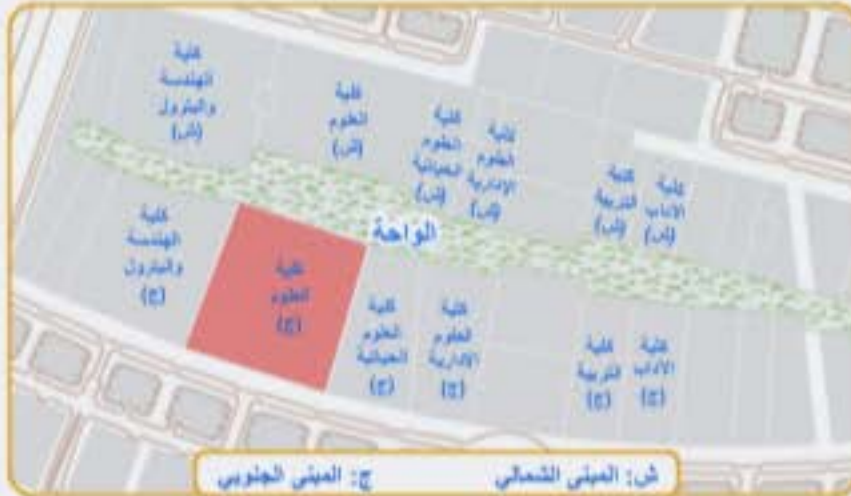 كلية
الهندسة
والبترول
(ش)
كلية
العلوم
(ش)
كلية
العلوم
الحياتية
(ش)
كلية
العلوم
الإدارية
(ش)
كلية
التربية
(ش)
كلية
الآداب
(ش)
الواحة
كلية
الهندسة
والبترول
(ج)
كلية
العلوم
(ج)
كلية
العلوم
الحياتية
(ج)
كلية
العلوم
الادارية
(ج)
كلية
التربية
(ج)
كلية
الآداب
(ج)
ش: المبنى الشمالي
ج: المبنى الجنوبي